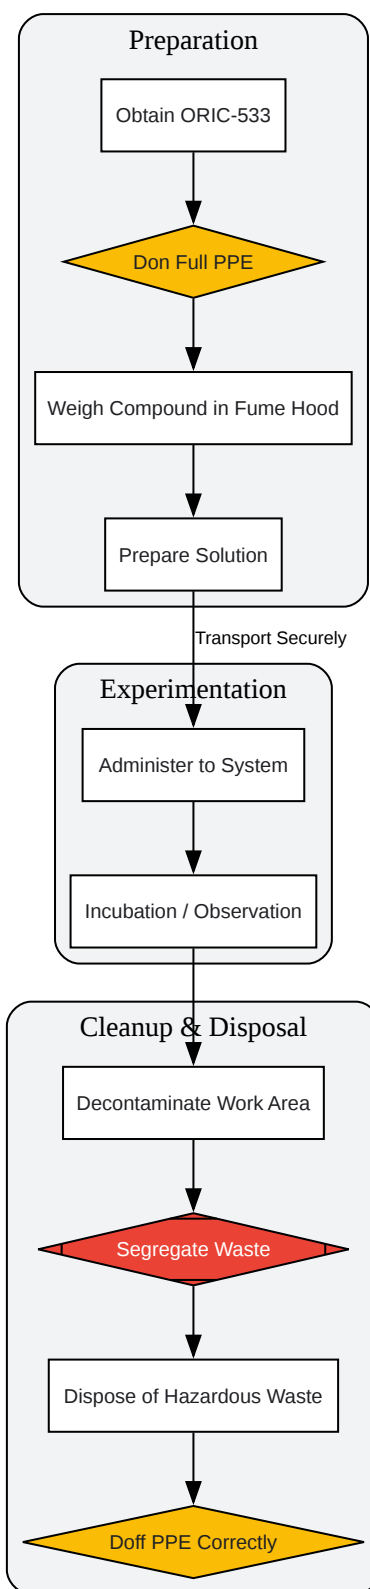 Preparation
Obtain ORIC-533
Don Full PPE
Weigh Compound in Fume Hood
Prepare Solution
Transport Securely
Experimentation
Administer to System
Incubation / Observation
Cleanup & Disposal
Decontaminate Work Area
Segregate Waste
Dispose of Hazardous Waste
Doff PPE Correctly